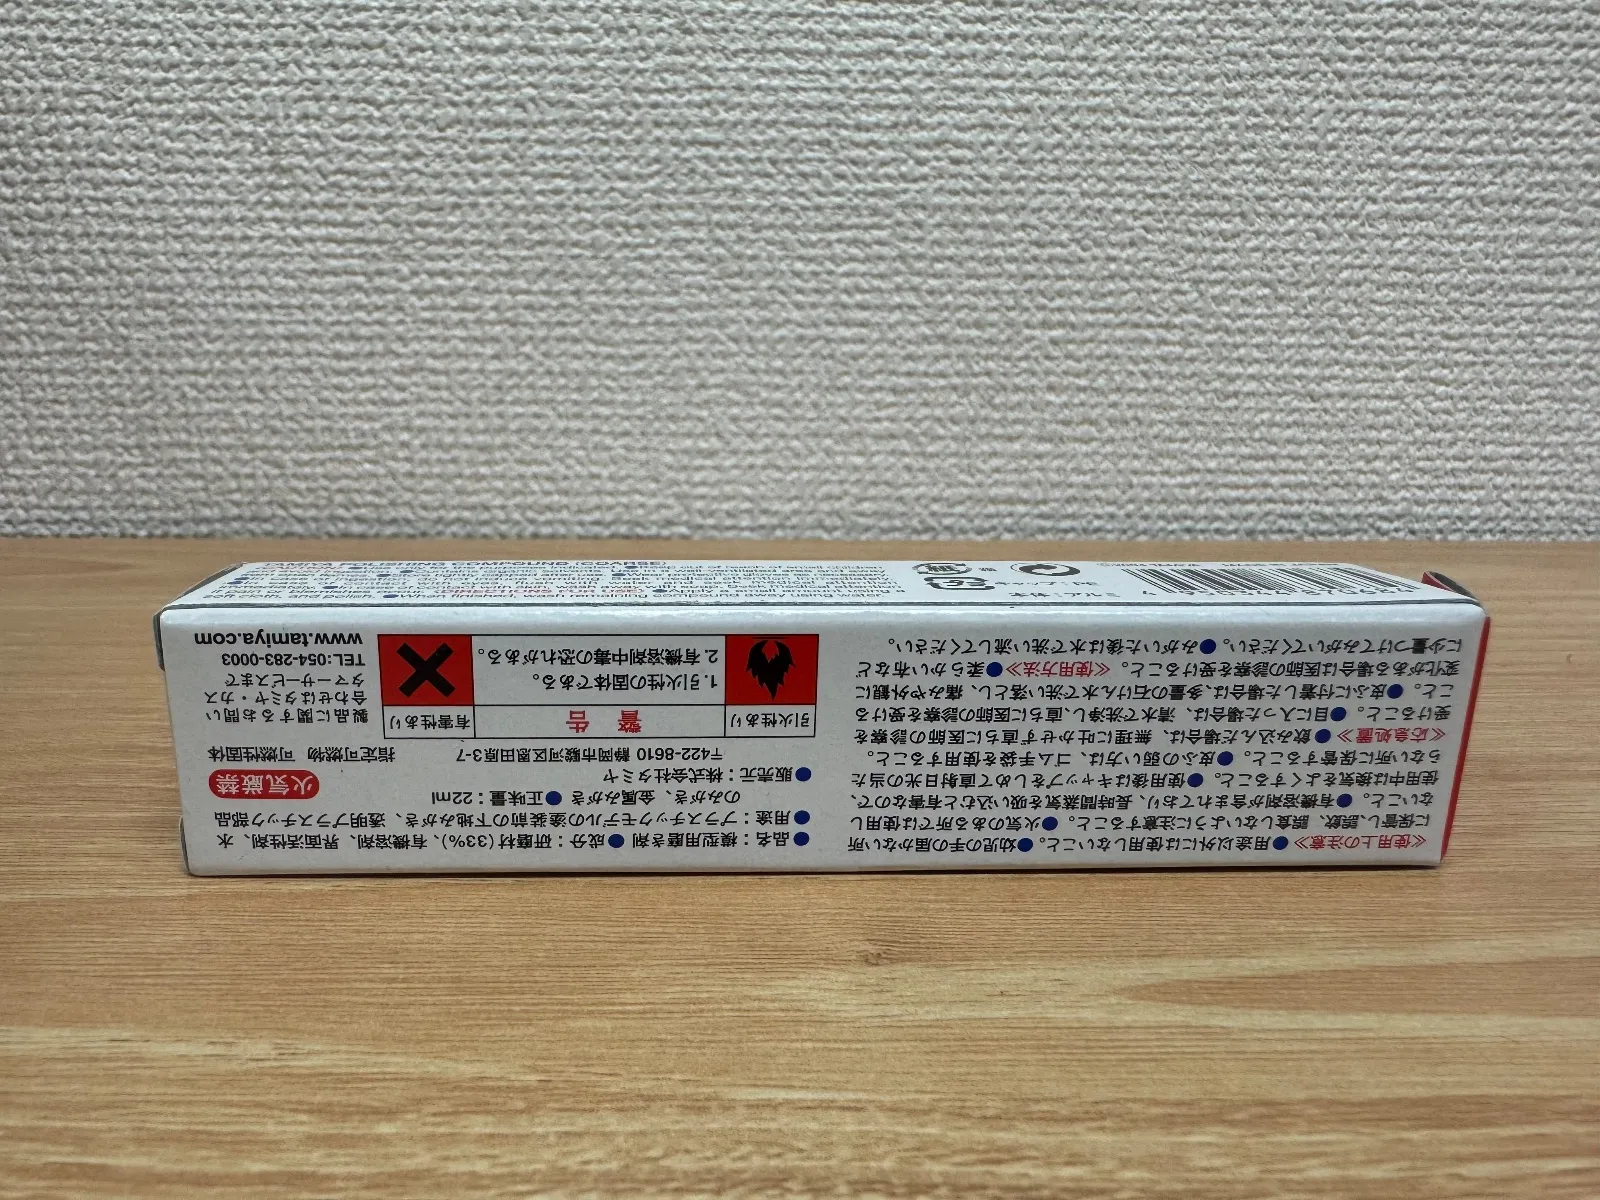 ≪使用上の注意≫●用途以外には使用しないこと。●幼児の手の届かない所
に保管し、誤飲、誤食しないように注意すること。●火気のある所では使用し
ないこと。●有機溶剤が含まれており、長時間蒸気を吸い込むと有害なので、
使用中は換気をよくすること。●使用後はキャップをしめて直射日光の当た
らない所に保管すること。●皮ふの弱い方は、ゴム手袋を使用すること。
≪応急処置≫●飲み込んだ場合は、無理に吐かせず直ちに医師の診察を
受けること。●目に入った場合は、清水で洗浄し、直ちに医師の診察を受ける
こと。●皮ふに付着した場合は、多量の石けん水で洗い落とし、痛みや外観に
変化がある場合は医師の診察を受けること。≪使用方法≫●柔らかい布など
に少量つけてみがいてください。●みがいた後は水で洗い流してください。
●品名：模型用磨き剤●成分：研磨材（33%）、有機溶剤、界面活性剤、水
●用途：プラスチックモデルの塗装前の下地みがき、透明プラスチック部品
のみがき、金属みがき●正味量：22ml
●販売元：株式会社タミヤ
〒422-8610 静岡市駿河区恩田原3-7
火気厳禁
指定可燃物 可燃性固体
引火性あり
警告
有害性あり
1.引火性の固体である。
2.有機溶剤中毒の恐れがある。
製品に関するお問い
合わせはタミヤ・カス
タマーサービスまで
TEL:054-283-0003
www.tamiya.com
本体：アルミ
キャップ：PE
TAMIYA POLISHING COMPOUND (COARSE)